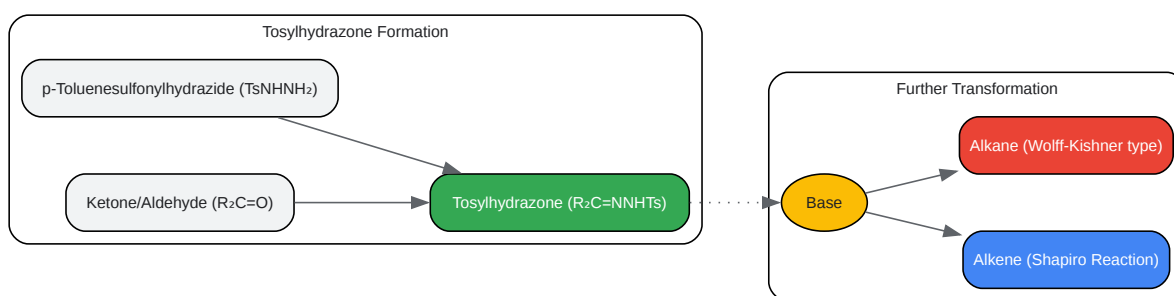 Tosylhydrazone Formation
p-Toluenesulfonylhydrazide (TsNHNH₂)
Ketone/Aldehyde (R₂C=O)
Tosylhydrazone (R₂C=NNHTs)
Further Transformation
Base
Alkane (Wolff-Kishner type)
Alkene (Shapiro Reaction)